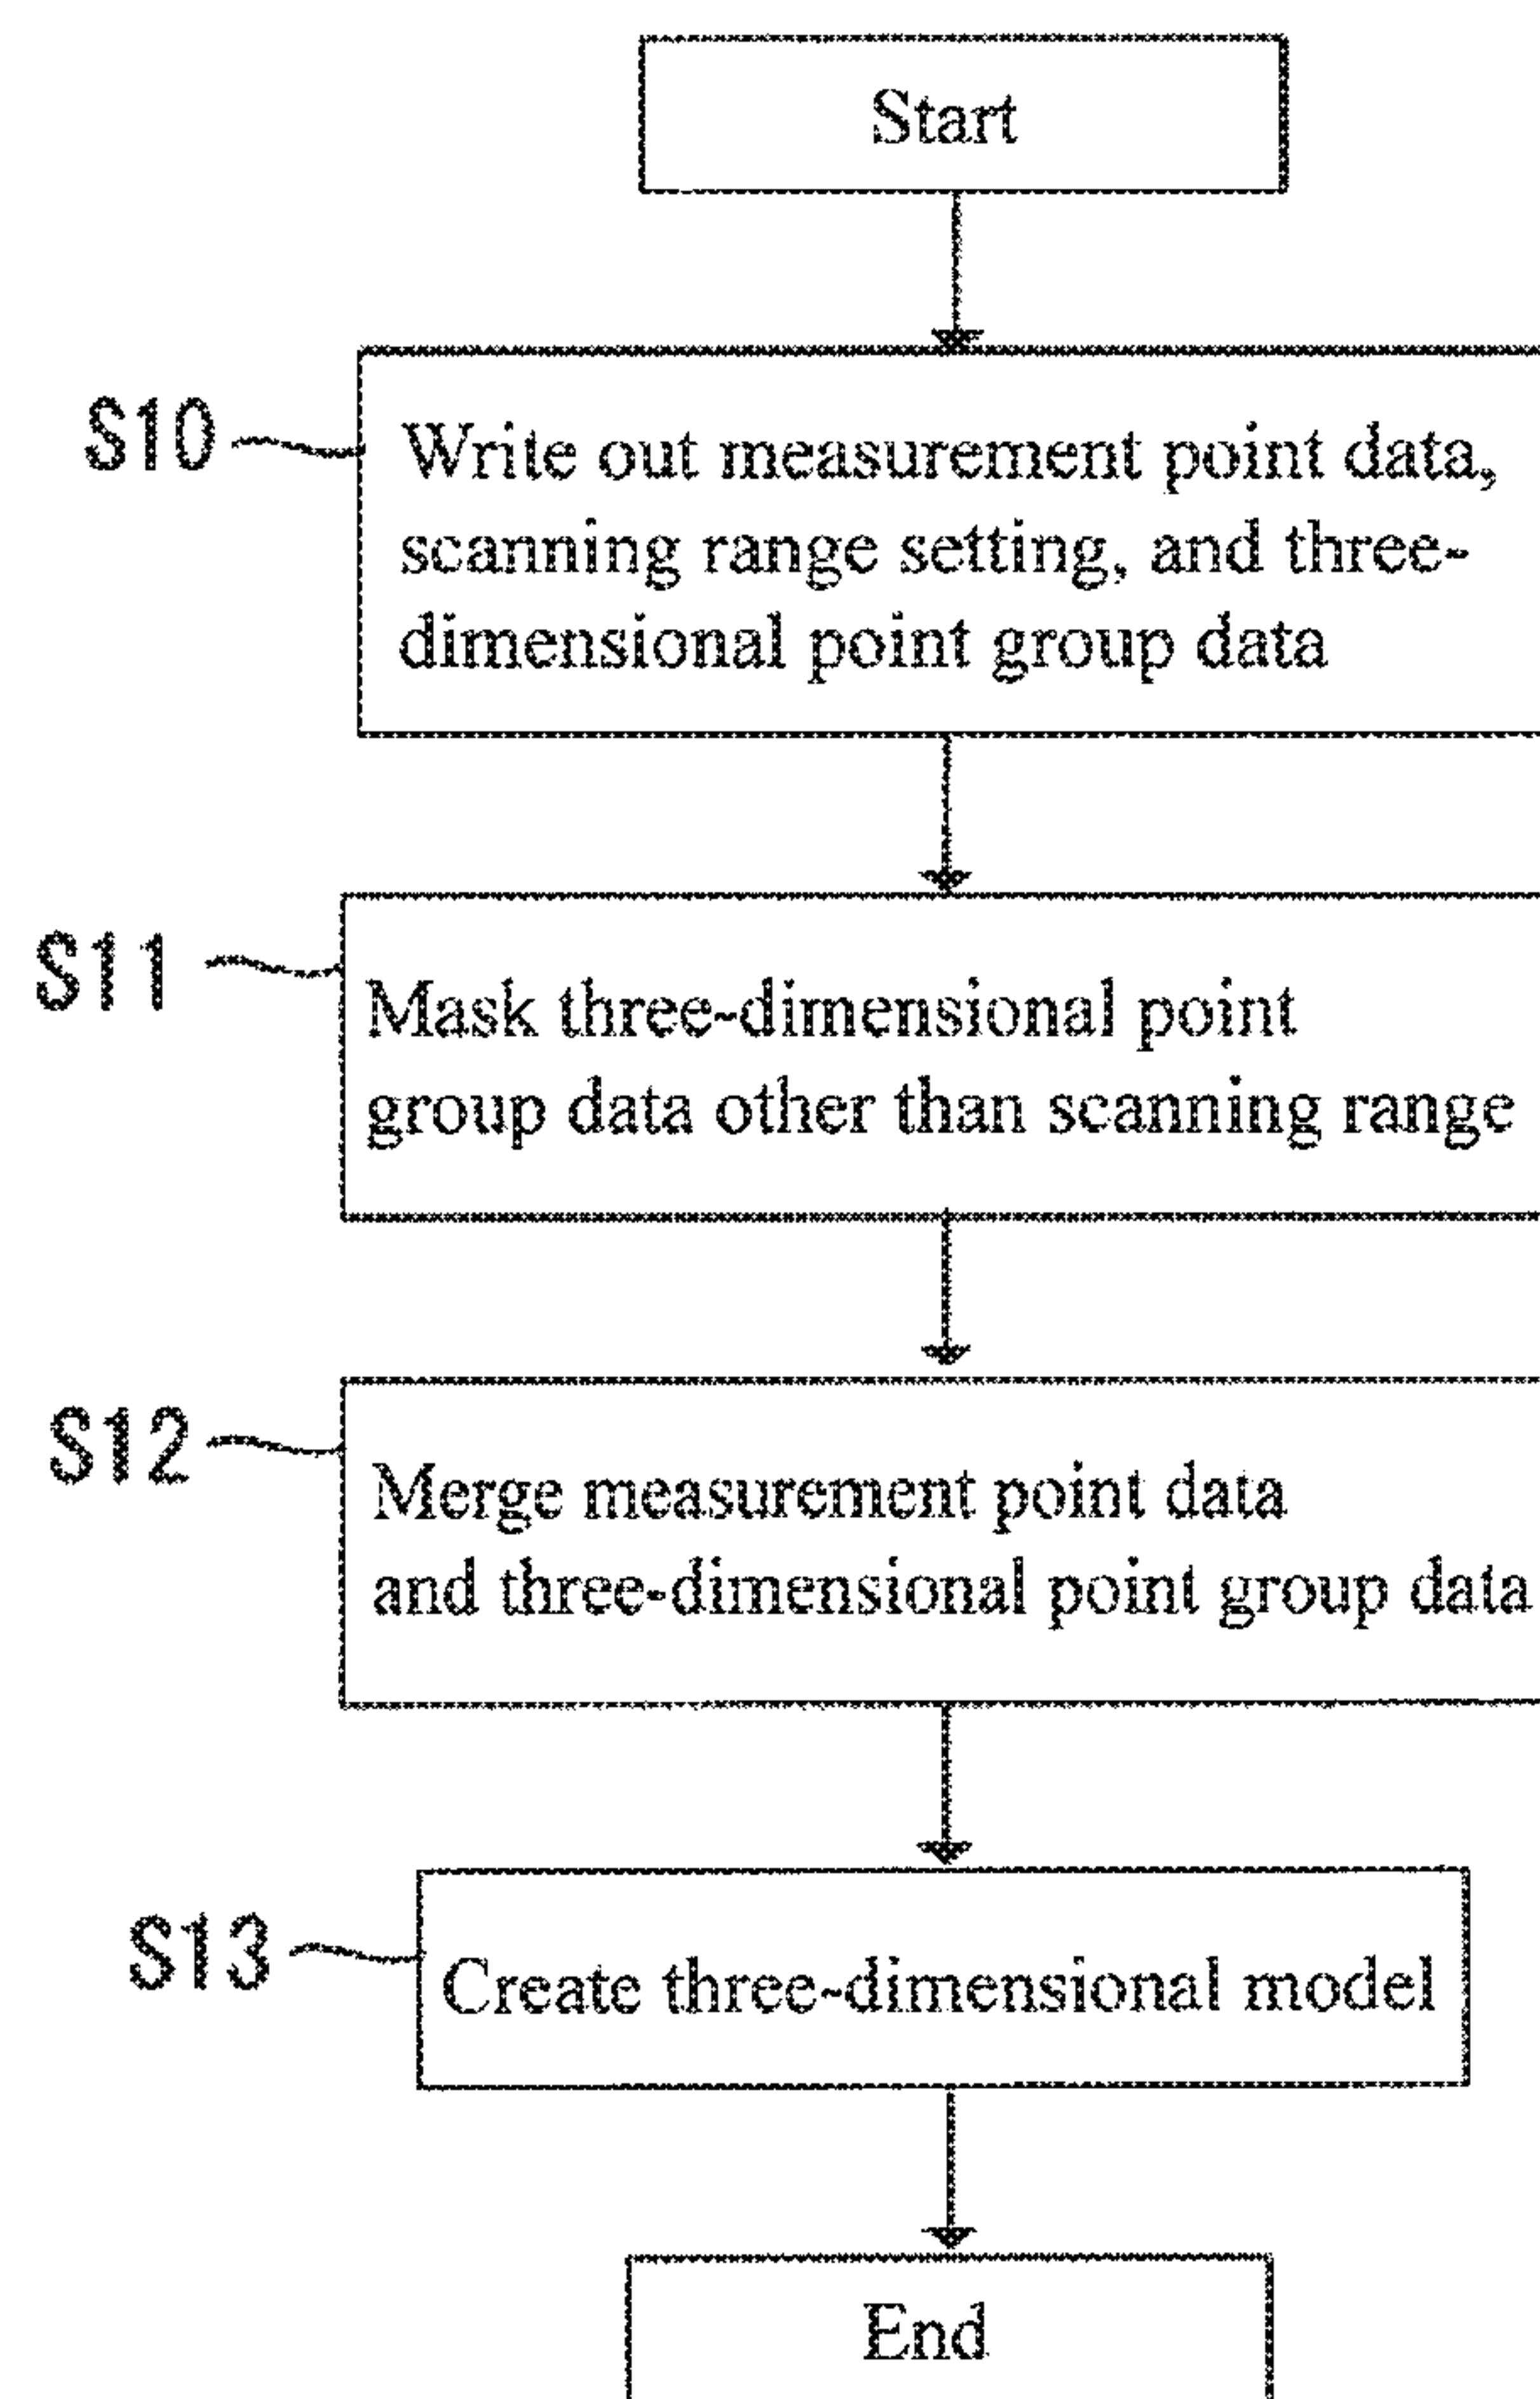 Start
S10
Write out measurement point data,
scanning range setting, and three-
dimensional point group data
S11
Mask three-dimensional point
group data other than scanning range
S12
Merge measurement point data
and three-dimensional point group data
S13
Create three-dimensional model
End